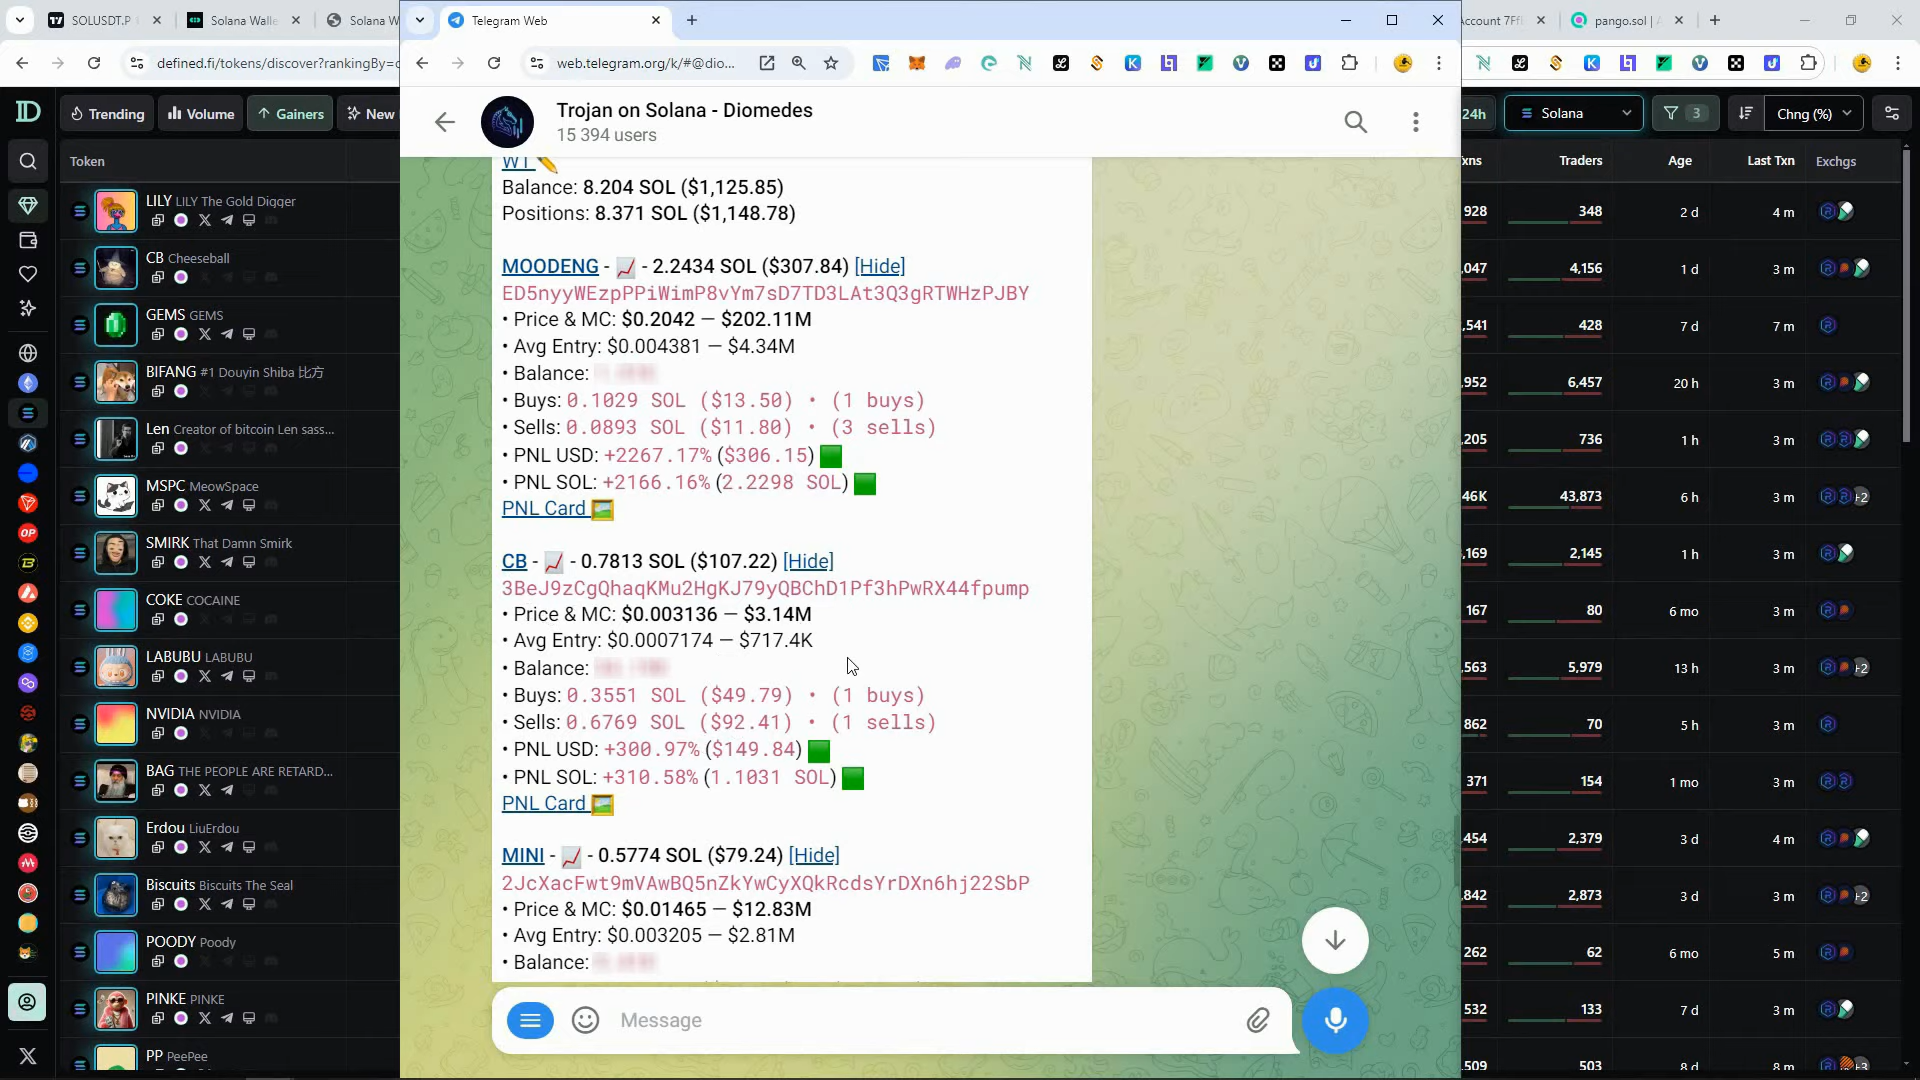 SOLUSDT.P
Solana Walle
Solana W
Telegram Web
Account 7Ff
pango.sol |
defined.fi/tokens/discover?rankingBy=c
web.telegram.org/k/#@dio...
Trending
Volume
Gainers
New
Trojan on Solana - Diomedes
15 394 users
24h
Solana
3
Chng (%)
Token
Txns
Traders
Age
Last Txn
Exchgs
LILY LILY The Gold Digger
CB Cheeseball
GEMS GEMS
BIFANG #1 Douyin Shiba 比方
Len Creator of bitcoin Len sass...
MSPC MeowSpace
SMIRK That Damn Smirk
COKE COCAINE
LABUBU LABUBU
NVIDIA NVIDIA
BAG THE PEOPLE ARE RETARD...
Erdou LiuErdou
Biscuits Biscuits The Seal
POODY Poody
PINKE PINKE
PP PeePee
W1
Balance: 8.204 SOL ($1,125.85)
Positions: 8.371 SOL ($1,148.78)
MOODENG - 📈 - 2.2434 SOL ($307.84) [Hide]
ED5nyyWEzpPPiWimP8vYm7sD7TD3LAt3Q3gRTWHzPJBY
• Price & MC: $0.2042 — $202.11M
• Avg Entry: $0.004381 — $4.34M
• Balance:
• Buys: 0.1029 SOL ($13.50) • (1 buys)
• Sells: 0.0893 SOL ($11.80) • (3 sells)
• PNL USD: +2267.17% ($306.15) 🟩
• PNL SOL: +2166.16% (2.2298 SOL) 🟩
PNL Card 🖼️
CB - 📈 - 0.7813 SOL ($107.22) [Hide]
3BeJ9zCgQhaqKMu2HgKJ79yQBChD1Pf3hPwRX44fpump
• Price & MC: $0.003136 — $3.14M
• Avg Entry: $0.0007174 — $717.4K
• Balance:
• Buys: 0.3551 SOL ($49.79) • (1 buys)
• Sells: 0.6769 SOL ($92.41) • (1 sells)
• PNL USD: +300.97% ($149.84) 🟩
• PNL SOL: +310.58% (1.1031 SOL) 🟩
PNL Card 🖼️
MINI - 📈 - 0.5774 SOL ($79.24) [Hide]
2JcXacFwt9mVAwBQ5nZkYwCyXQkRcdsYrDXn6hj22SbP
• Price & MC: $0.01465 — $12.83M
• Avg Entry: $0.003205 — $2.81M
• Balance:
Message
928 348 2 d 4 m
,047 4,156 1 d 3 m
,541 428 7 d 7 m
,952 6,457 20 h 3 m
,205 736 1 h 3 m
46K 43,873 6 h 3 m +2
,169 2,145 1 h 3 m
167 80 6 mo 3 m
,563 5,979 13 h 3 m +2
862 70 5 h 3 m
371 154 1 mo 3 m
,454 2,379 3 d 4 m
,842 2,873 3 d 3 m +2
262 62 6 mo 5 m
532 133 7 d 3 m
,509 503 8 d 8 m +3